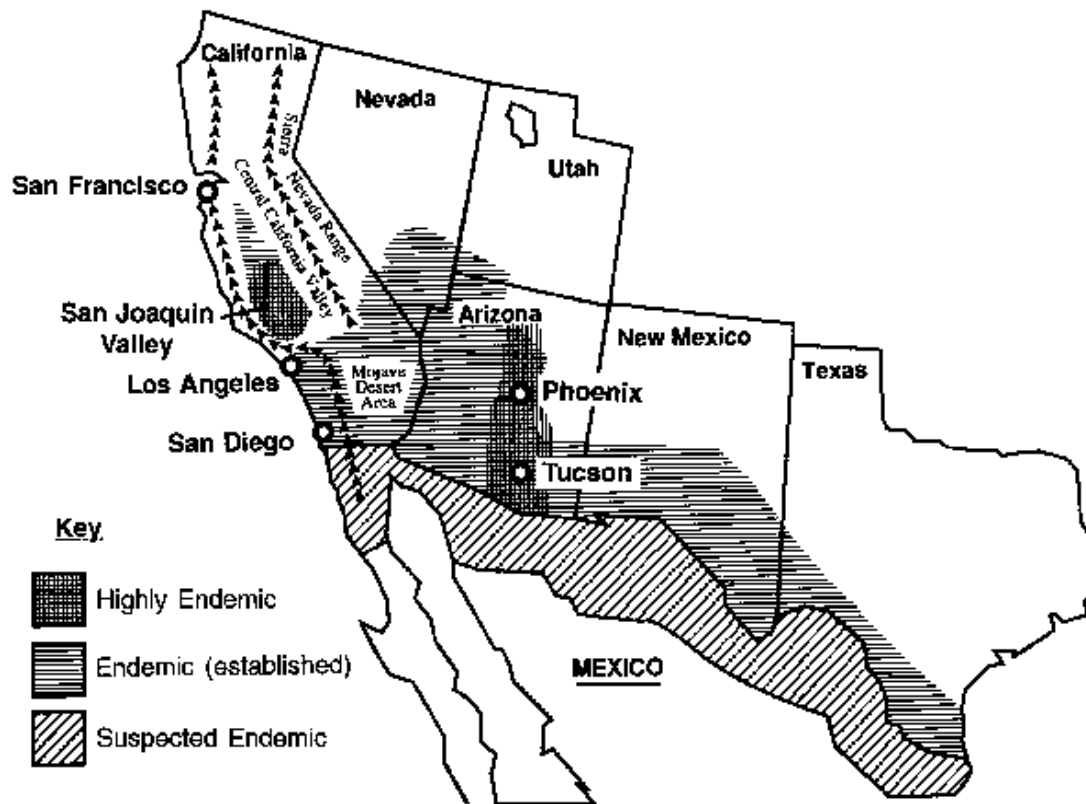 California
Nevada
Utah
San Francisco
Sierra
Nevada Range
Central California Valley
San Joaquin
Valley
Arizona
New Mexico
Texas
Los Angeles
Mojave
Desert
Area
Phoenix
San Diego
Tucson
Key
Highly Endemic
Endemic (established)
Suspected Endemic
MEXICO